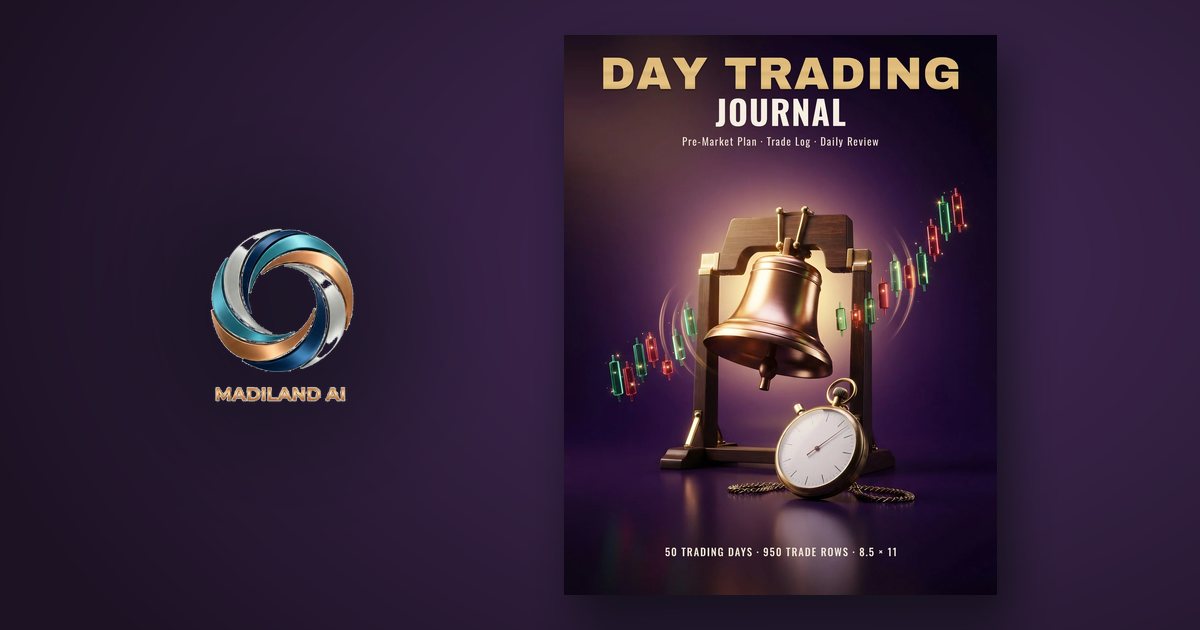 MADILAND AI
DAY TRADING
JOURNAL
Pre-Market Plan · Trade Log · Daily Review
50 TRADING DAYS · 950 TRADE ROWS · 8.5 × 11